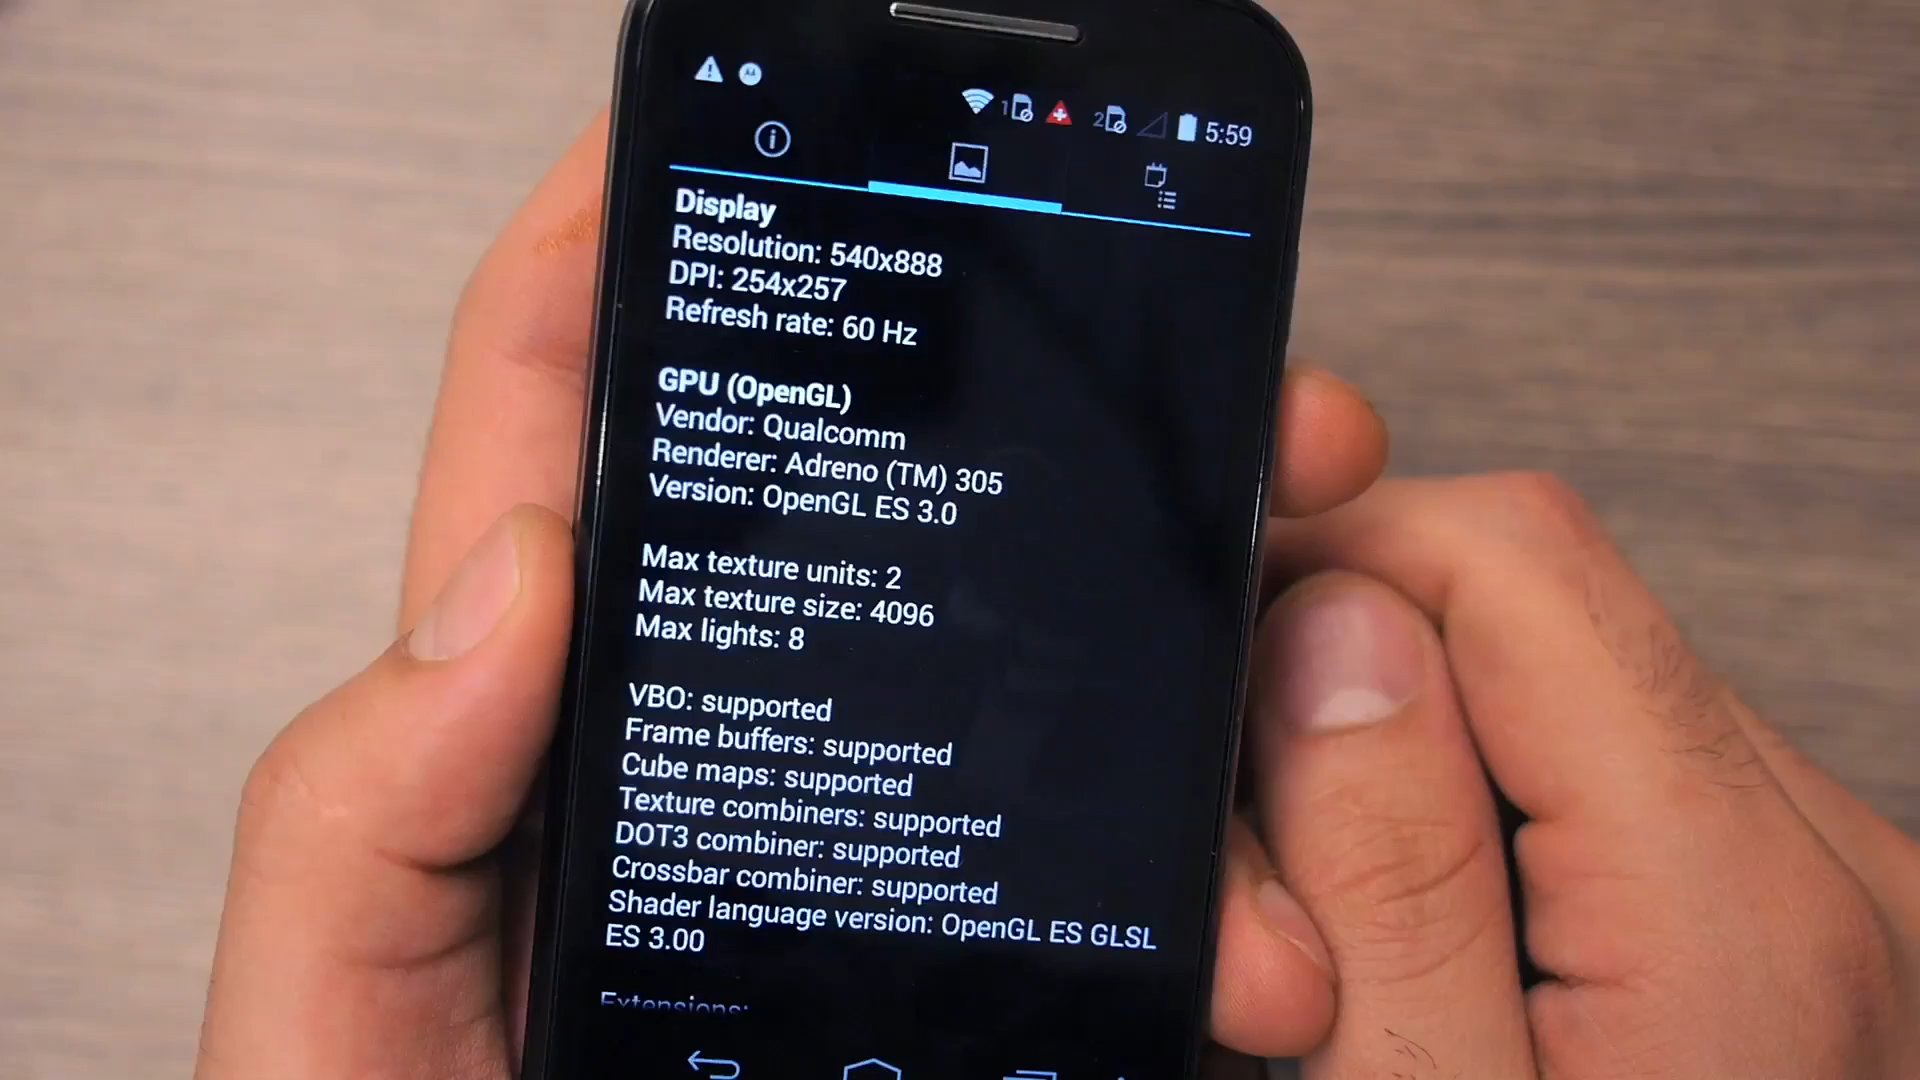 1 2 5:59
Display
Resolution: 540x888
DPI: 254x257
Refresh rate: 60 Hz
GPU (OpenGL)
Vendor: Qualcomm
Renderer: Adreno (TM) 305
Version: OpenGL ES 3.0
Max texture units: 2
Max texture size: 4096
Max lights: 8
VBO: supported
Frame buffers: supported
Cube maps: supported
Texture combiners: supported
DOT3 combiner: supported
Crossbar combiner: supported
Shader language version: OpenGL ES GLSL
ES 3.00
Extensions: